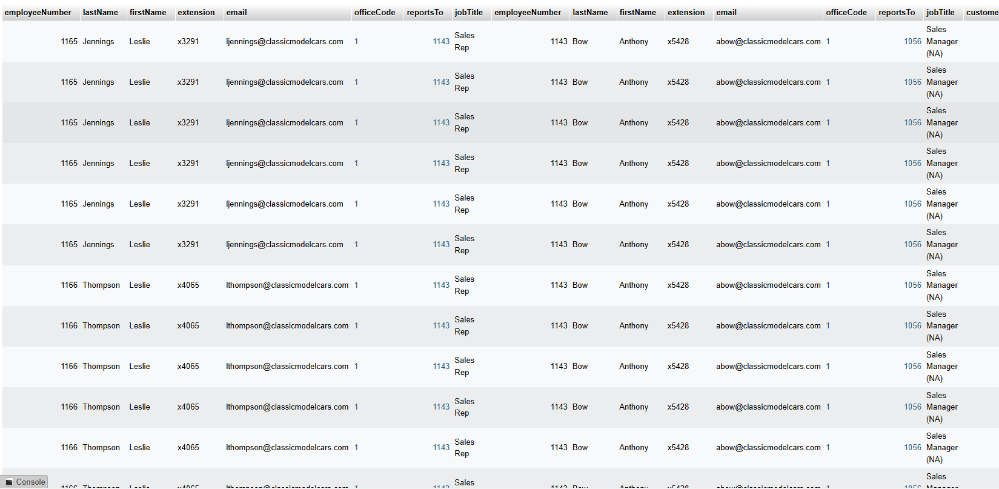 employeeNumber lastName firstName extension email officeCode reportsTo jobTitle employeeNumber lastName firstName extension email officeCode reportsTo jobTitle custome
1165 Jennings Leslie x3291 ljennings@classicmodelcars.com 1 1143 Sales Rep 1143 Bow Anthony x5428 abow@classicmodelcars.com 1 1056 Sales Manager (NA)
1165 Jennings Leslie x3291 ljennings@classicmodelcars.com 1 1143 Sales Rep 1143 Bow Anthony x5428 abow@classicmodelcars.com 1 1056 Sales Manager (NA)
1165 Jennings Leslie x3291 ljennings@classicmodelcars.com 1 1143 Sales Rep 1143 Bow Anthony x5428 abow@classicmodelcars.com 1 1056 Sales Manager (NA)
1165 Jennings Leslie x3291 ljennings@classicmodelcars.com 1 1143 Sales Rep 1143 Bow Anthony x5428 abow@classicmodelcars.com 1 1056 Sales Manager (NA)
1165 Jennings Leslie x3291 ljennings@classicmodelcars.com 1 1143 Sales Rep 1143 Bow Anthony x5428 abow@classicmodelcars.com 1 1056 Sales Manager (NA)
1165 Jennings Leslie x3291 ljennings@classicmodelcars.com 1 1143 Sales Rep 1143 Bow Anthony x5428 abow@classicmodelcars.com 1 1056 Sales Manager (NA)
1166 Thompson Leslie x4065 lthompson@classicmodelcars.com 1 1143 Sales Rep 1143 Bow Anthony x5428 abow@classicmodelcars.com 1 1056 Sales Manager (NA)
1166 Thompson Leslie x4065 lthompson@classicmodelcars.com 1 1143 Sales Rep 1143 Bow Anthony x5428 abow@classicmodelcars.com 1 1056 Sales Manager (NA)
1166 Thompson Leslie x4065 lthompson@classicmodelcars.com 1 1143 Sales Rep 1143 Bow Anthony x5428 abow@classicmodelcars.com 1 1056 Sales Manager (NA)
1166 Thompson Leslie x4065 lthompson@classicmodelcars.com 1 1143 Sales Rep 1143 Bow Anthony x5428 abow@classicmodelcars.com 1 1056 Sales Manager (NA)
1166 Thompson Leslie x4065 lthompson@classicmodelcars.com 1 1143 Sales Rep 1143 Bow Anthony x5428 abow@classicmodelcars.com 1 1056 Sales Manager (NA)
Sales Sales
Console